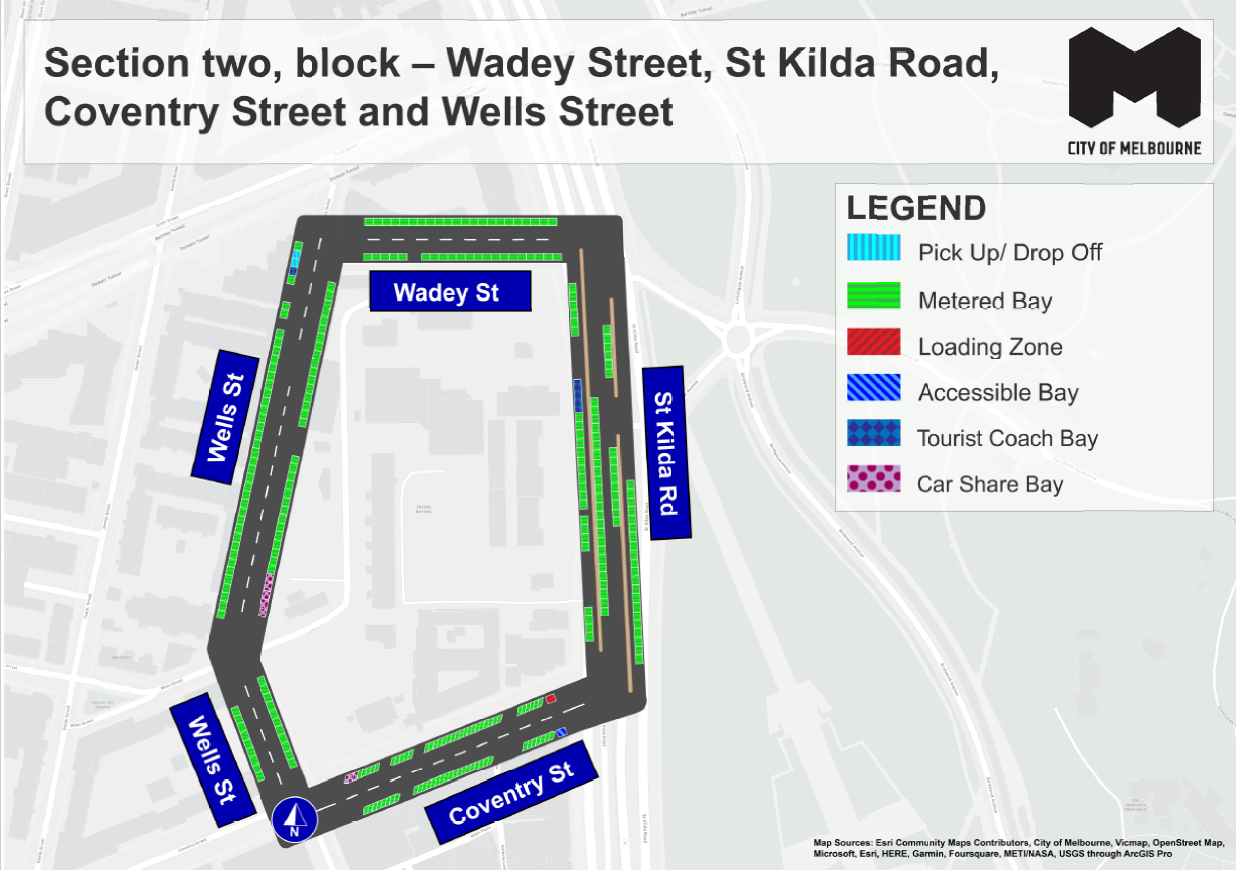 Section two, block – Wadey Street, St Kilda Road,
Coventry Street and Wells Street
CITY OF MELBOURNE
LEGEND
Pick Up/ Drop Off
Metered Bay
Loading Zone
Accessible Bay
Tourist Coach Bay
Car Share Bay
Wadey St
Wells St
St Kilda Rd
Wells St
Coventry St
N
Map Sources: Esri Community Maps Contributors, City of Melbourne, Vicmap, OpenStreet Map,
Microsoft, Esri, HERE, Garmin, Foursquare, METI/NASA, USGS through ArcGIS Pro